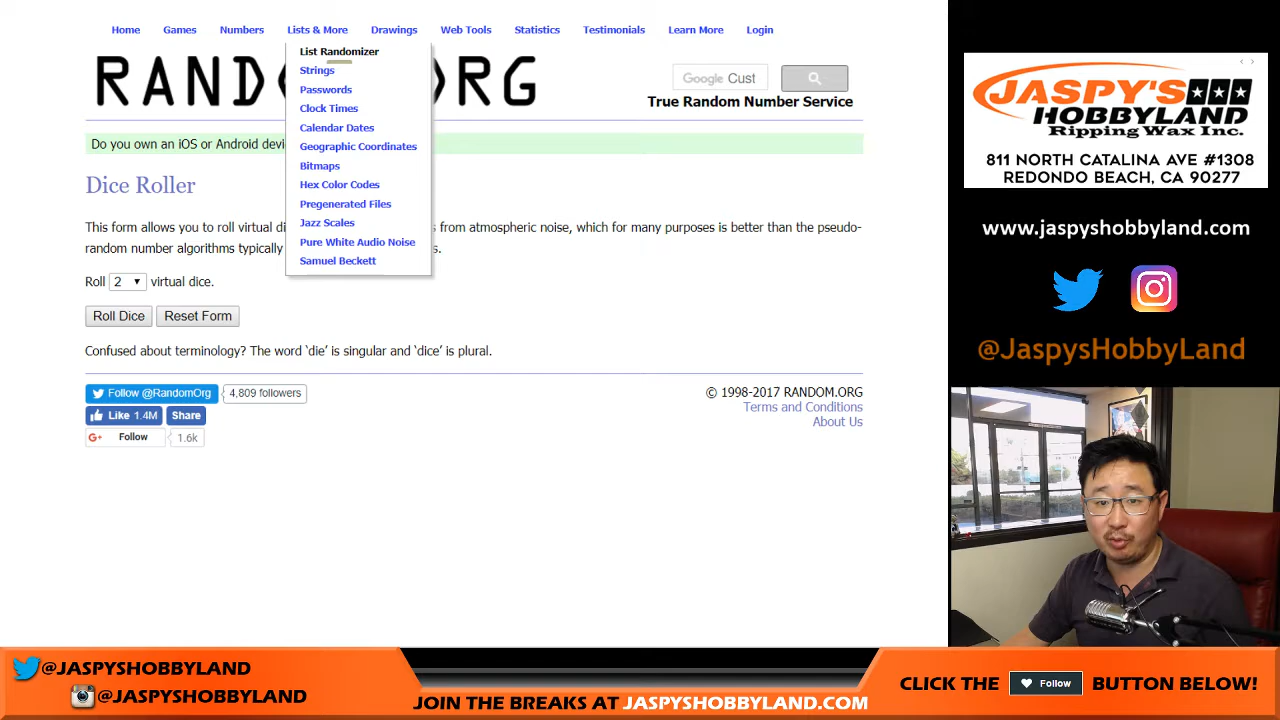 Home Games Numbers Lists & More Drawings Web Tools Statistics Testimonials Learn More Login
List Randomizer
Strings
Passwords
Clock Times
Calendar Dates
Geographic Coordinates
Bitmaps
Hex Color Codes
Pregenerated Files
Jazz Scales
Pure White Audio Noise
Samuel Beckett
RAND ORG
Google Cust
True Random Number Service
Do you own an iOS or Android devi
Dice Roller
This form allows you to roll virtual di from atmospheric noise, which for many purposes is better than the pseudo-
random number algorithms typically s.
Roll 2 virtual dice.
Roll Dice Reset Form
Confused about terminology? The word 'die' is singular and 'dice' is plural.
Follow @RandomOrg 4,809 followers
Like 1.4M Share
G+ Follow 1.6k
© 1998-2017 RANDOM.ORG
Terms and Conditions
About Us
JASPY'S
HOBBYLAND
Ripping Wax Inc.
811 NORTH CATALINA AVE #1308
REDONDO BEACH, CA 90277
www.jaspyshobbyland.com
@JaspysHobbyLand
@JASPYSHOBBYLAND
@JASPYSHOBBYLAND
JOIN THE BREAKS AT JASPYSHOBBYLAND.COM
CLICK THE Follow BUTTON BELOW!